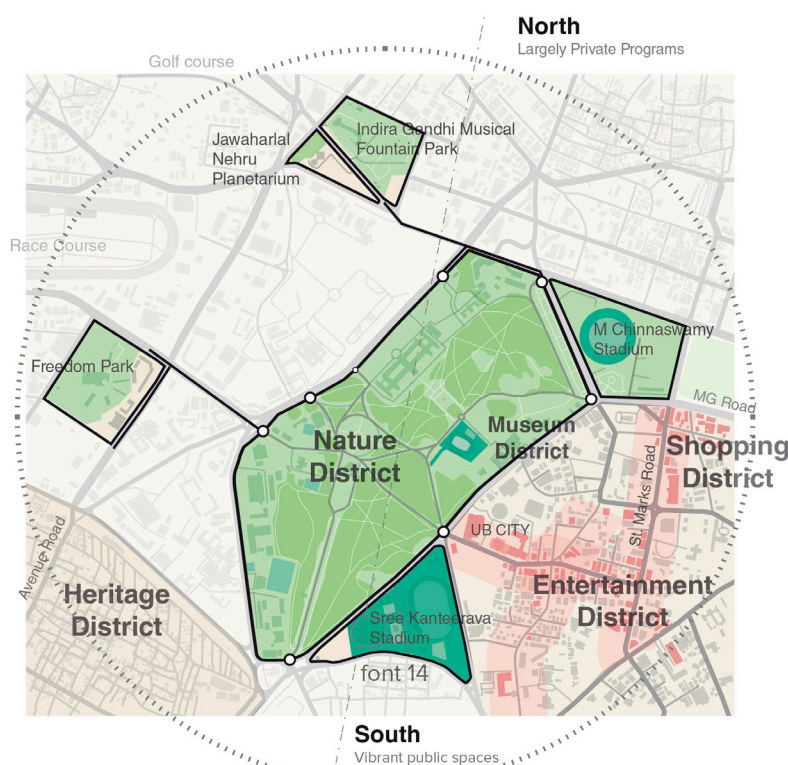 North
Largely Private Programs
Golf course
Indira Gandhi Musical
Fountain Park
Jawaharlal
Nehru
Planetarium
Race Course
M Chinnaswamy
Stadium
Freedom Park
MG Road
Nature
District
Museum
District
Shopping
District
St. Marks Road
UB CITY
Avenue Road
Heritage
District
Entertainment
District
Sree Kanteerava
Stadium
font 14
South
Vibrant public spaces